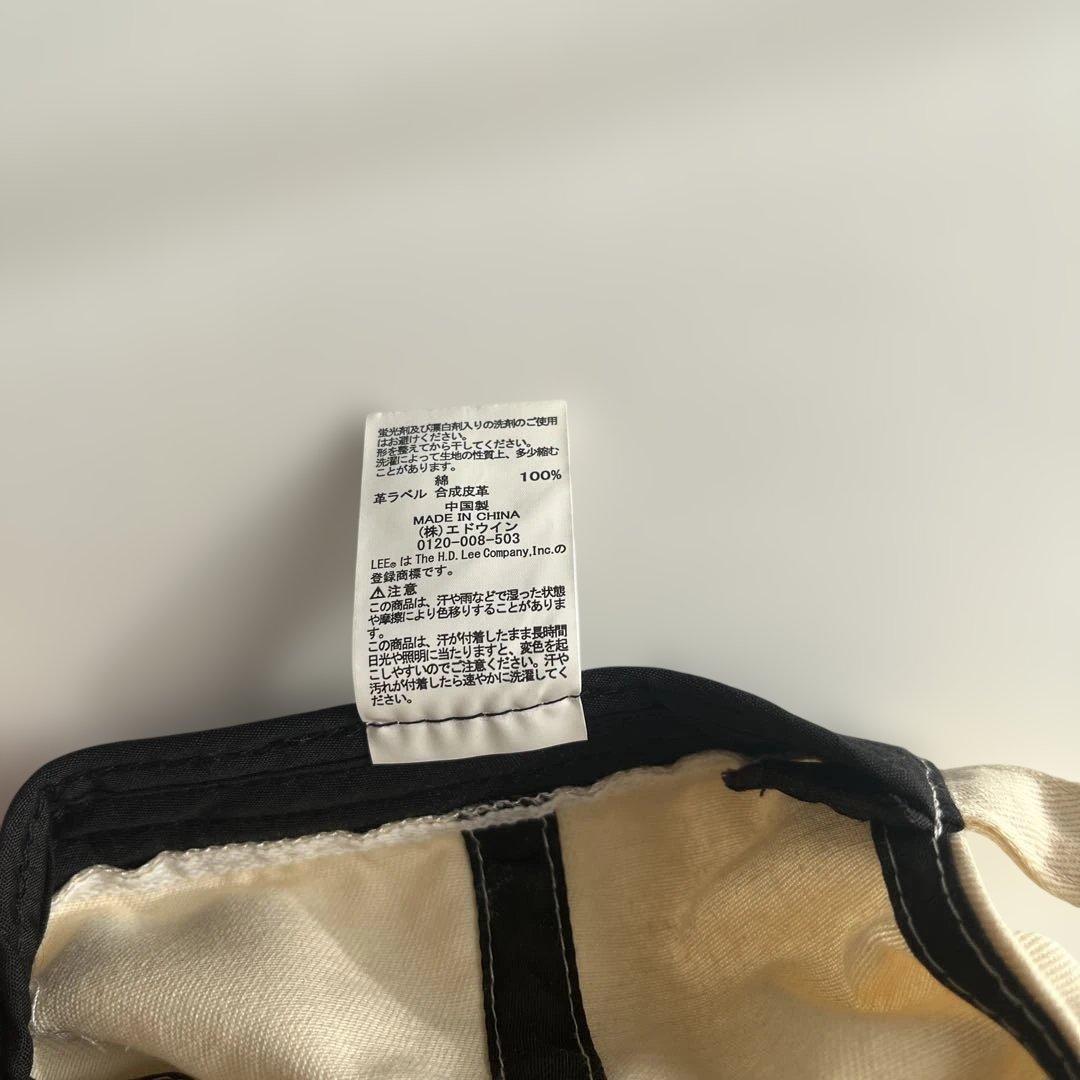 蛍光剤及び漂白剤入りの洗剤のご使用
はお避けください。
形を整えてから干してください。
洗濯によって生地の性質上、多少縮む
ことがあります。
綿 100%
革ラベル 合成皮革
中国製
MADE IN CHINA
(株)エドウイン
0120-008-503
LEE® は The H.D. Lee Company, Inc.の
登録商標です。
⚠注意
この商品は、汗や雨などで湿った状態
や摩擦により色移りすることがありま
す。
この商品は、汗が付着したまま長時間
日光や照明に当たりますと、変色を起
こしやすいのでご注意ください。汗や
汚れが付着したら速やかに洗濯してく
ださい。